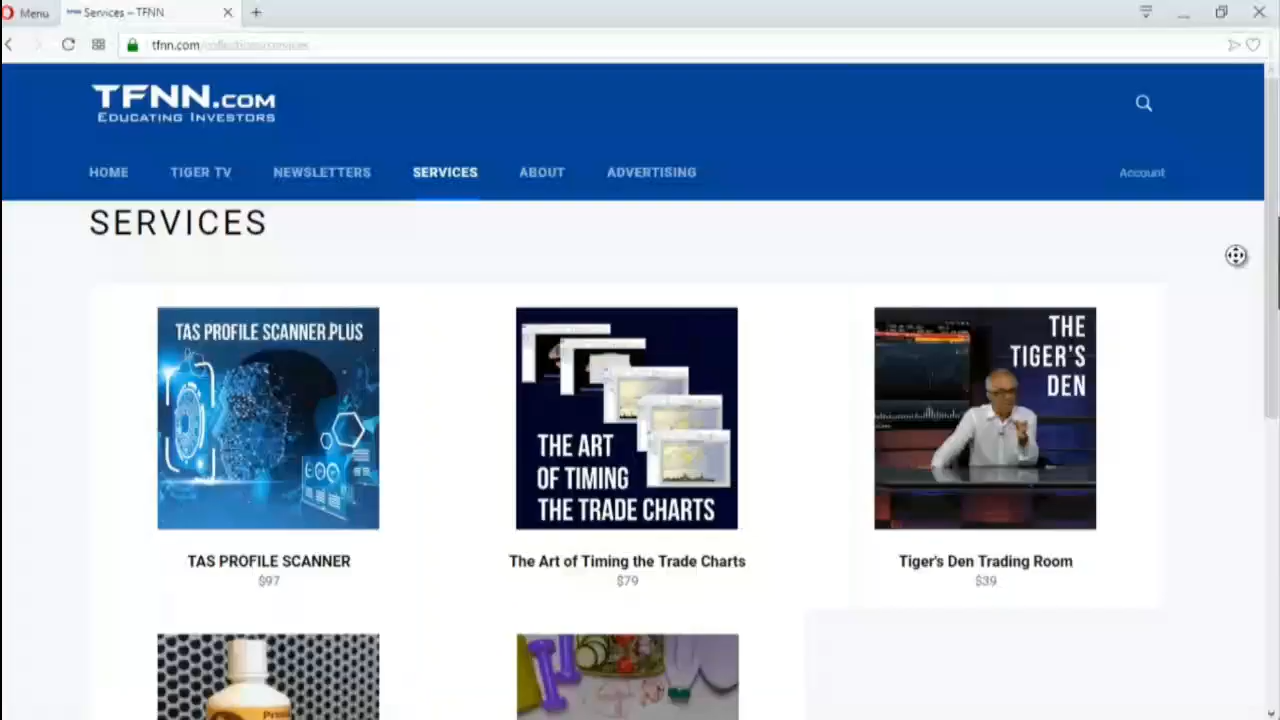 Menu
Services – TFNN
tfnn.com/collections/services
TFNN.COM
EDUCATING INVESTORS
HOME
TIGER TV
NEWSLETTERS
SERVICES
ABOUT
ADVERTISING
Account
SERVICES
TAS PROFILE SCANNER PLUS
THE ART
OF TIMING
THE TRADE CHARTS
THE
TIGER'S
DEN
TAS PROFILE SCANNER
$97
The Art of Timing the Trade Charts
$79
Tiger's Den Trading Room
$39